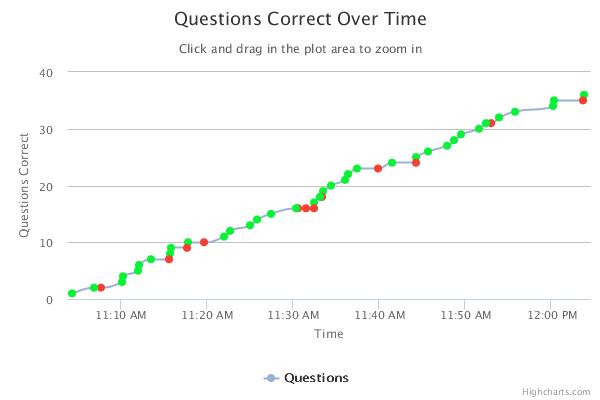 Questions Correct Over Time
Click and drag in the plot area to zoom in
Questions Correct
40
30
20
10
0
11:10 AM 11:20 AM 11:30 AM 11:40 AM 11:50 AM 12:00 PM
Time
Questions
Highcharts.com